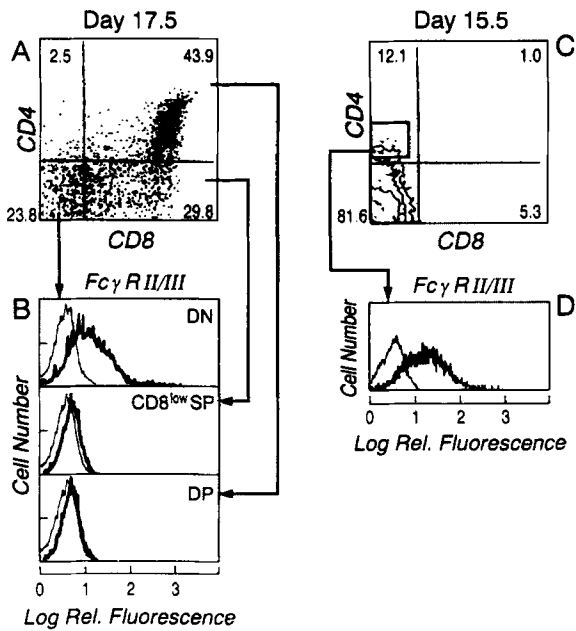 Day 17.5
Day 15.5
A
2.5
43.9
CD4
23.8
29.8
CD8
C
12.1
1.0
CD4
81.6
5.3
CD8
Fcγ R II/III
B
DN
CD8low SP
DP
Cell Number
0 1 2 3
Log Rel. Fluorescence
Fcγ R II/III
D
Cell Number
0 1 2 3
Log Rel. Fluorescence